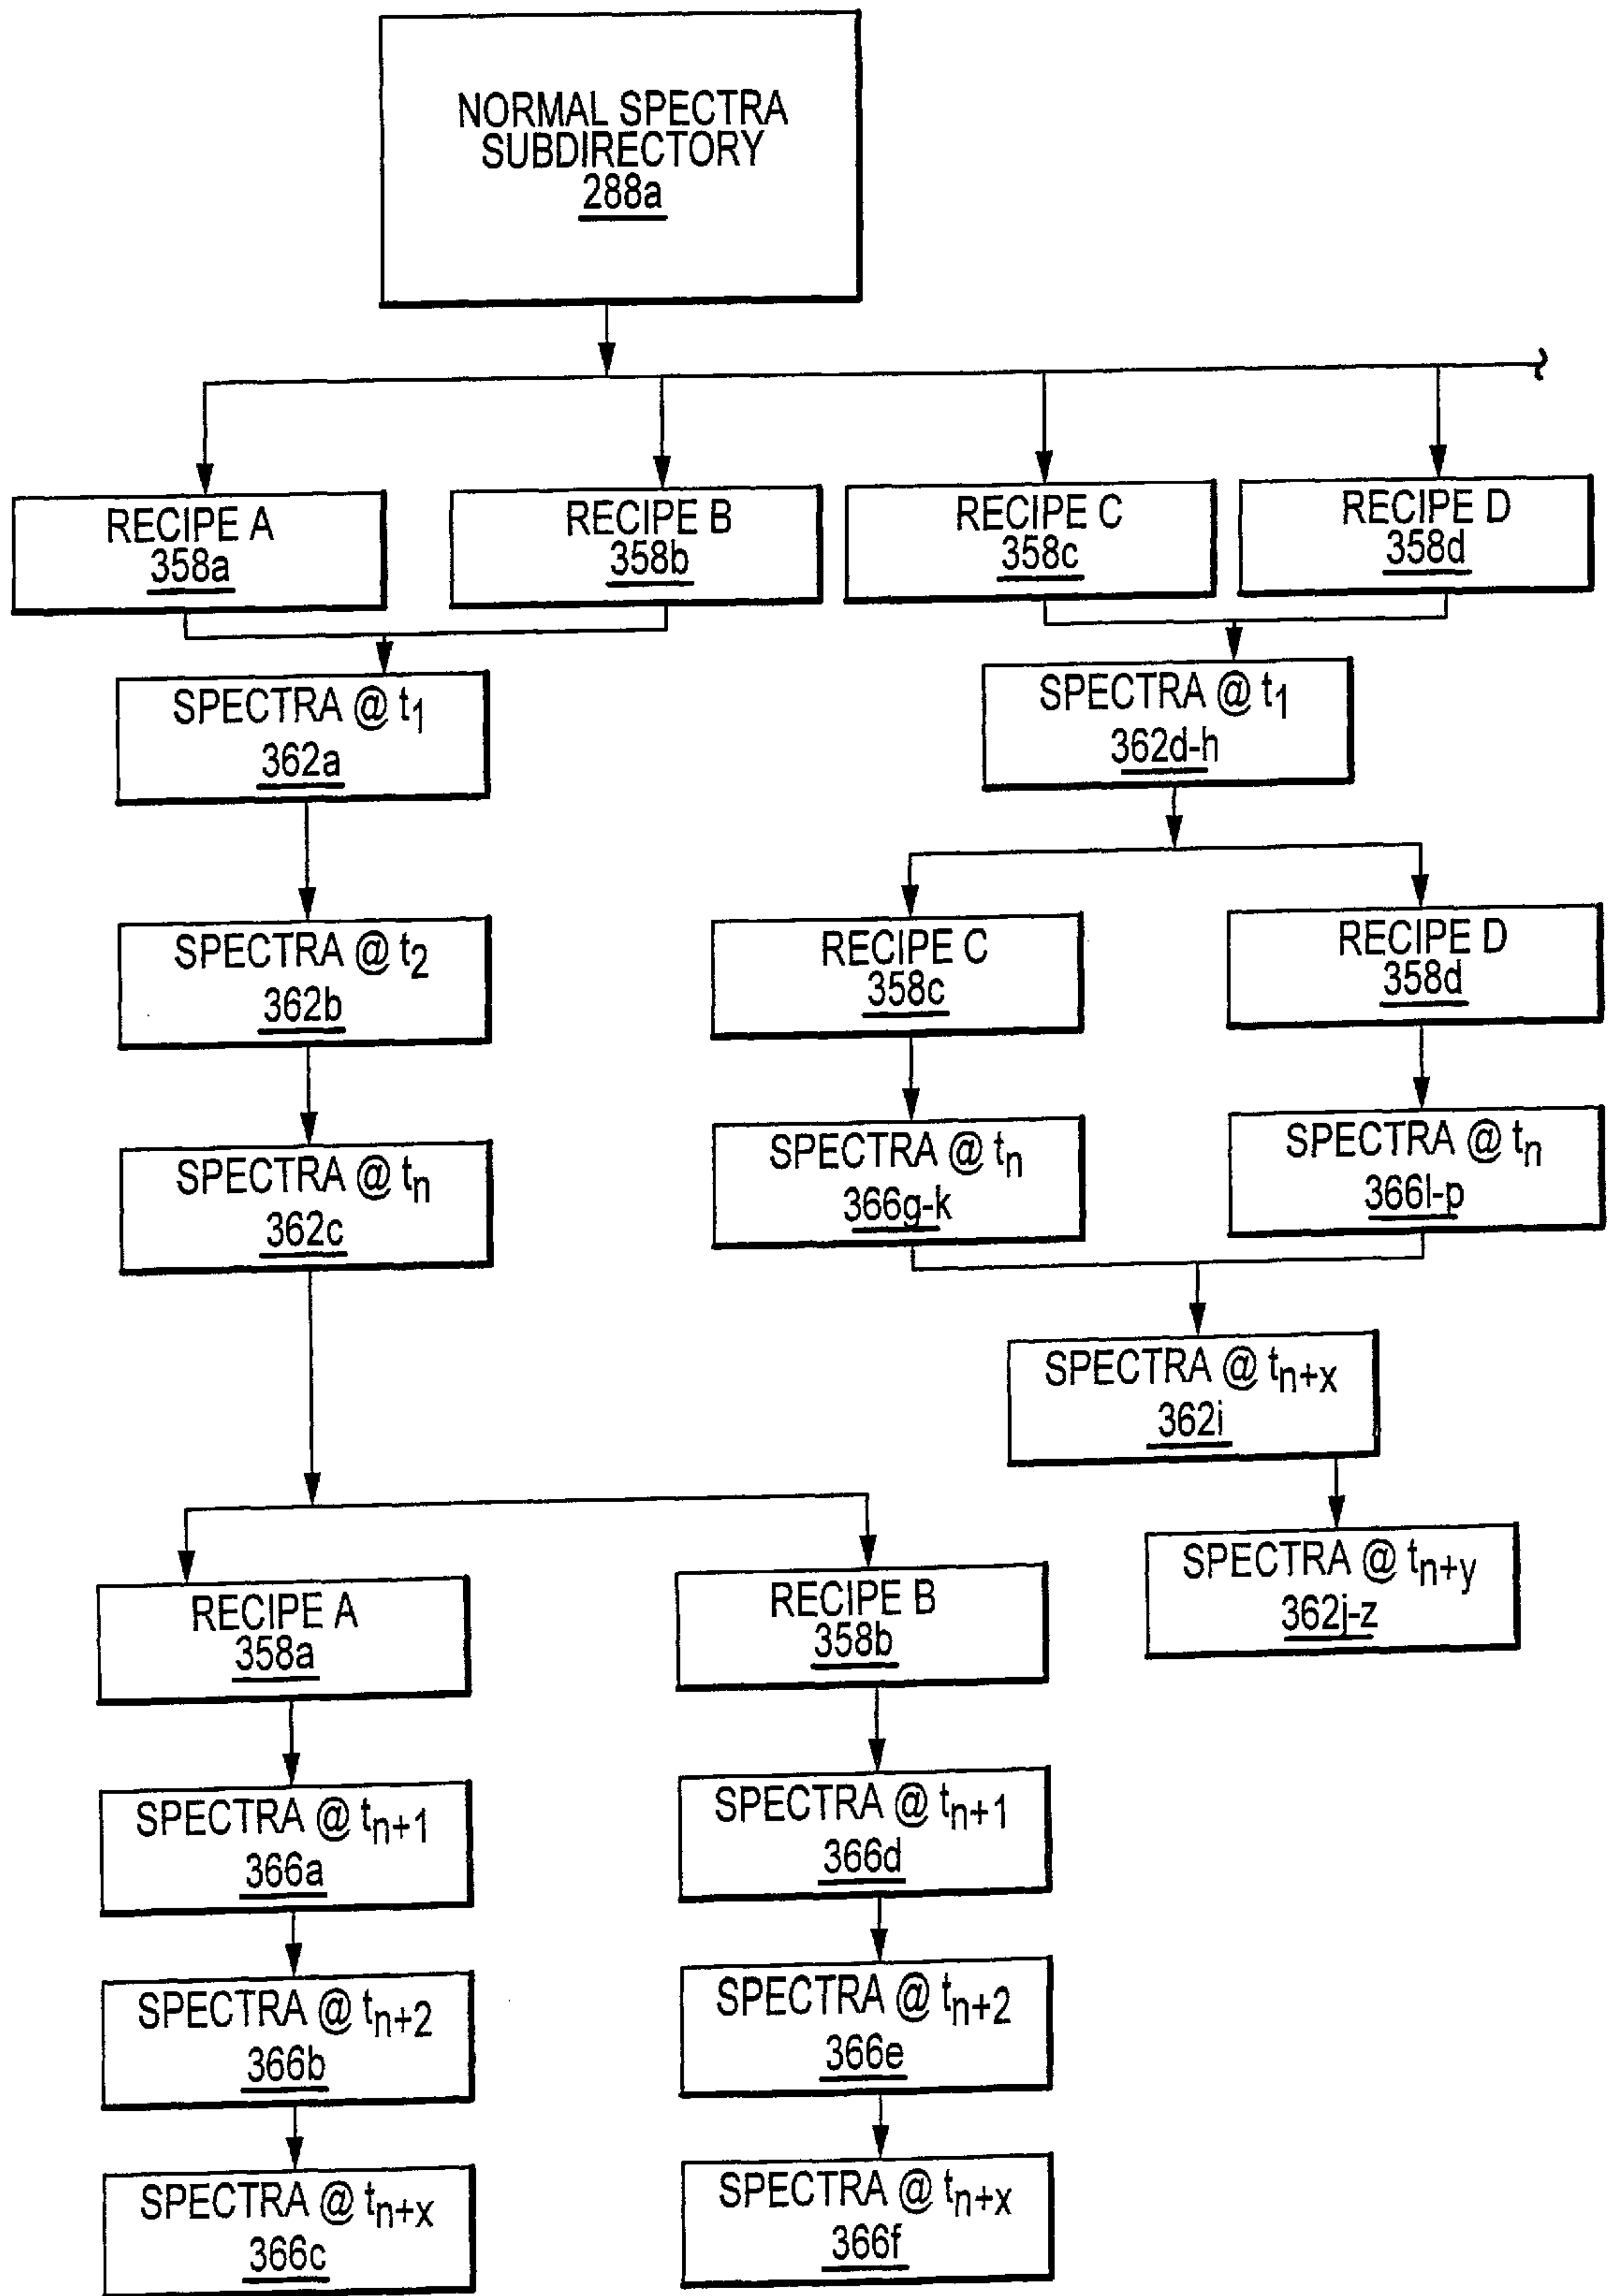 NORMAL SPECTRA
SUBDIRECTORY
288a
RECIPE A
358a
RECIPE B
358b
RECIPE C
358c
RECIPE D
358d
SPECTRA @ t1
362a
SPECTRA @ t1
362d-h
SPECTRA @ t2
362b
RECIPE C
358c
RECIPE D
358d
SPECTRA @ tn
362c
SPECTRA @ tn
366g-k
SPECTRA @ tn
366l-p
SPECTRA @ tn+x
362i
SPECTRA @ tn+y
362j-z
RECIPE A
358a
RECIPE B
358b
SPECTRA @ tn+1
366a
SPECTRA @ tn+1
366d
SPECTRA @ tn+2
366b
SPECTRA @ tn+2
366e
SPECTRA @ tn+x
366c
SPECTRA @ tn+x
366f